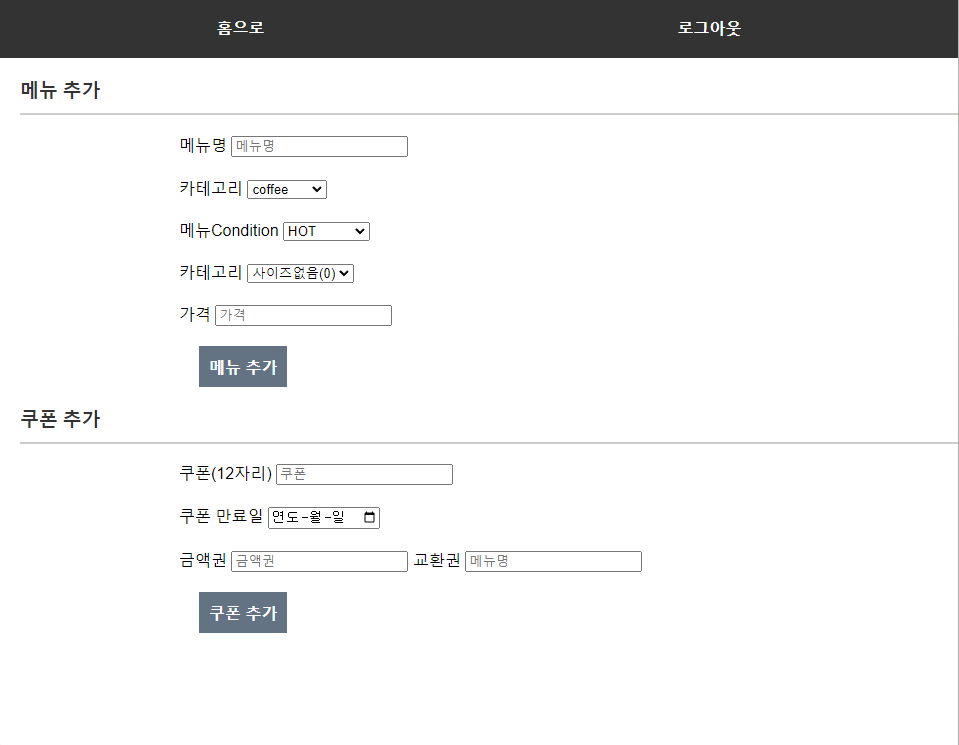 홈으로 로그아웃
메뉴 추가
메뉴명 메뉴명
카테고리 coffee
메뉴Condition HOT
카테고리 사이즈없음(0)
가격 가격
메뉴 추가
쿠폰 추가
쿠폰(12자리) 쿠폰
쿠폰 만료일 연도-월-일
금액권 금액권 교환권 메뉴명
쿠폰 추가